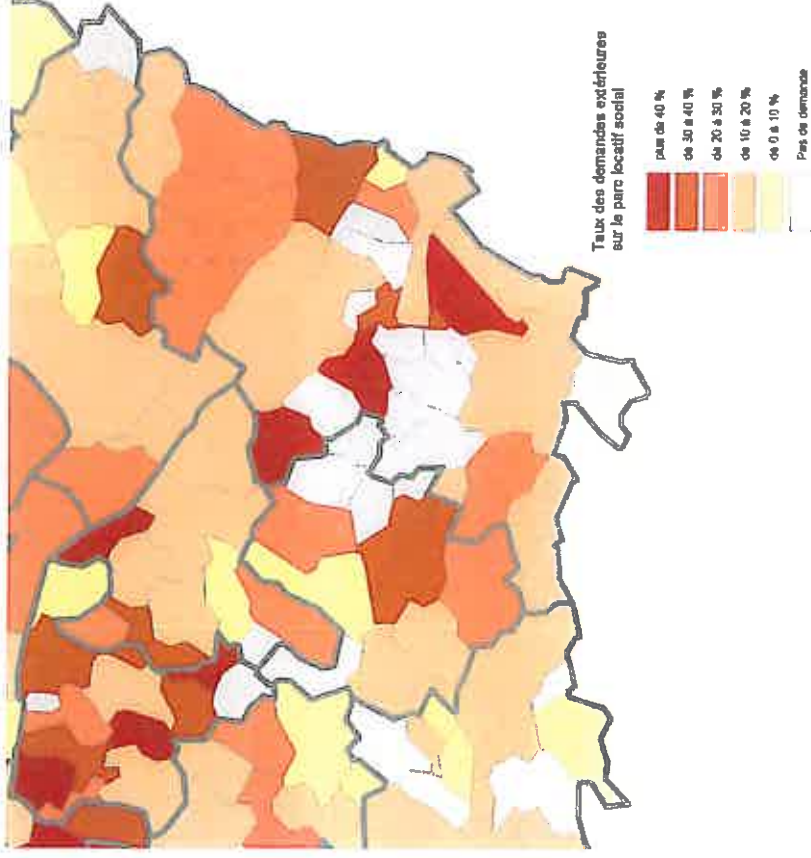 Taux des demandes extérieures
sur le parc locatif social
plus de 40 %
de 30 à 40 %
de 20 à 30 %
de 10 à 20 %
de 0 à 10 %
Pas de demande